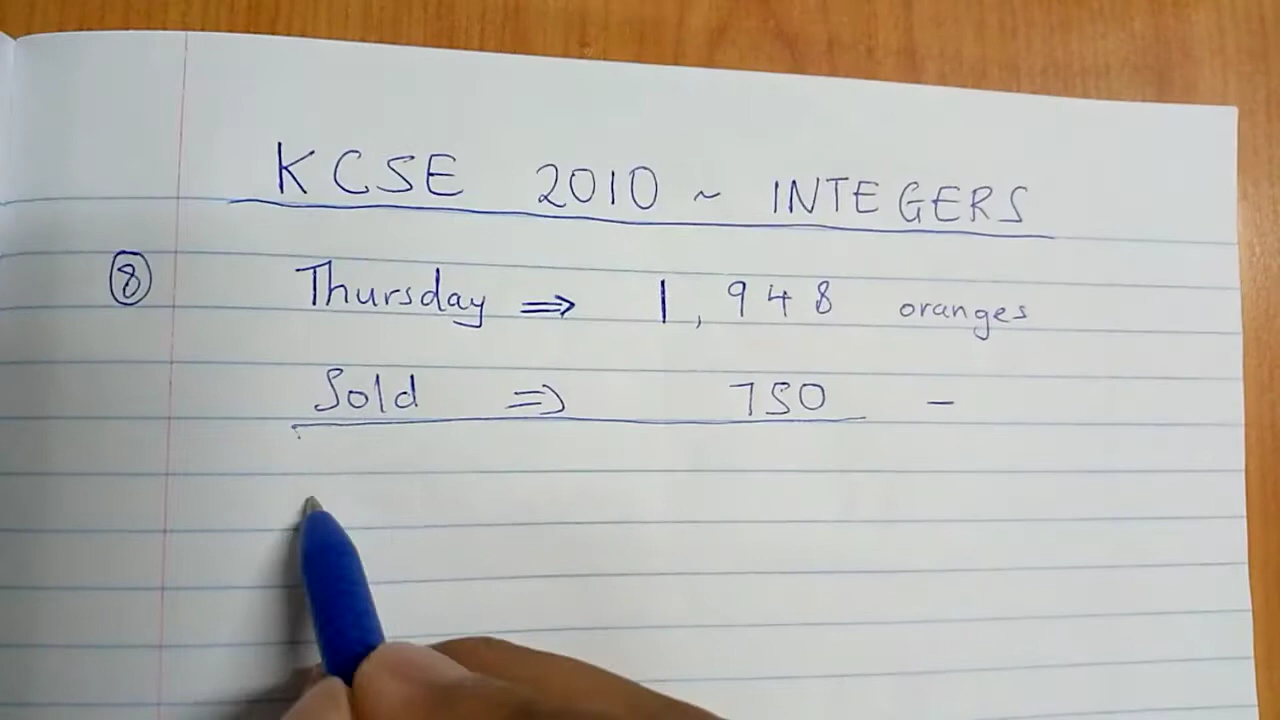 KCSE 2010 ~ INTEGERS
8 Thursday ⇒ 1,948 oranges
Sold ⇒ 750 –